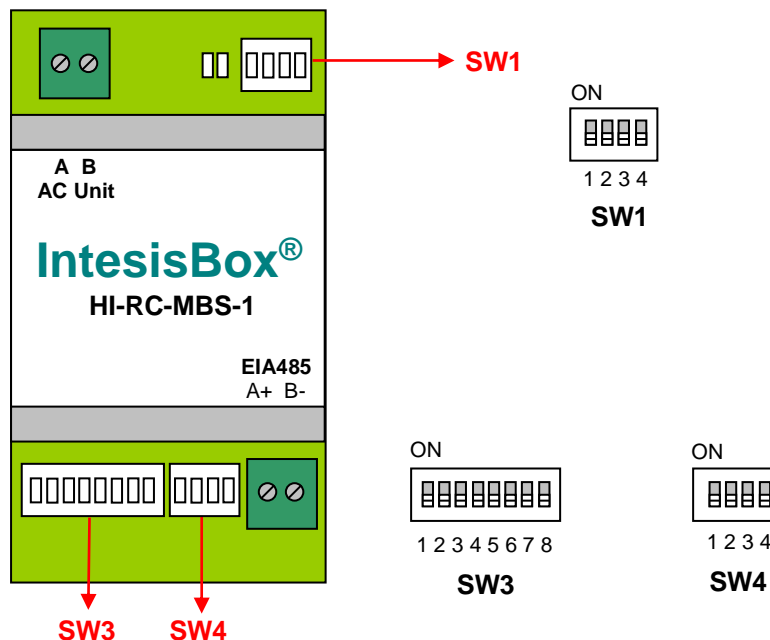 SW1
A B
AC Unit
IntesisBox®
HI-RC-MBS-1
EIA485
A+ B-
SW3
SW4
ON
1 2 3 4
SW1
ON
1 2 3 4 5 6 7 8
SW3
ON
1 2 3 4
SW4